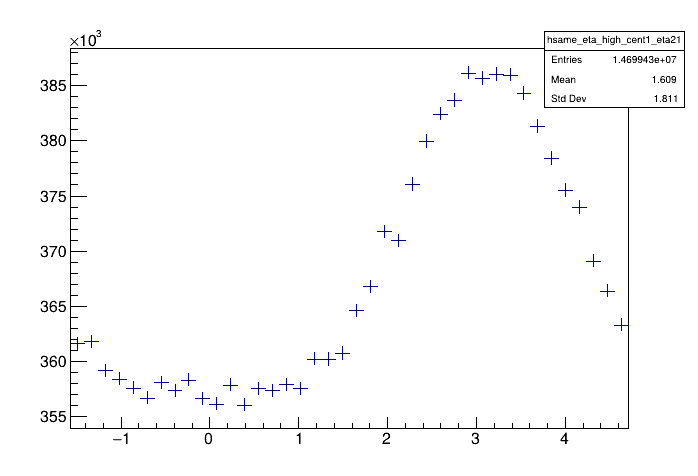 ×10³
hsame_eta_high_cent1_eta21
Entries 1.469943e+07
Mean 1.609
Std Dev 1.811
385
380
375
370
365
360
355
−1 0 1 2 3 4